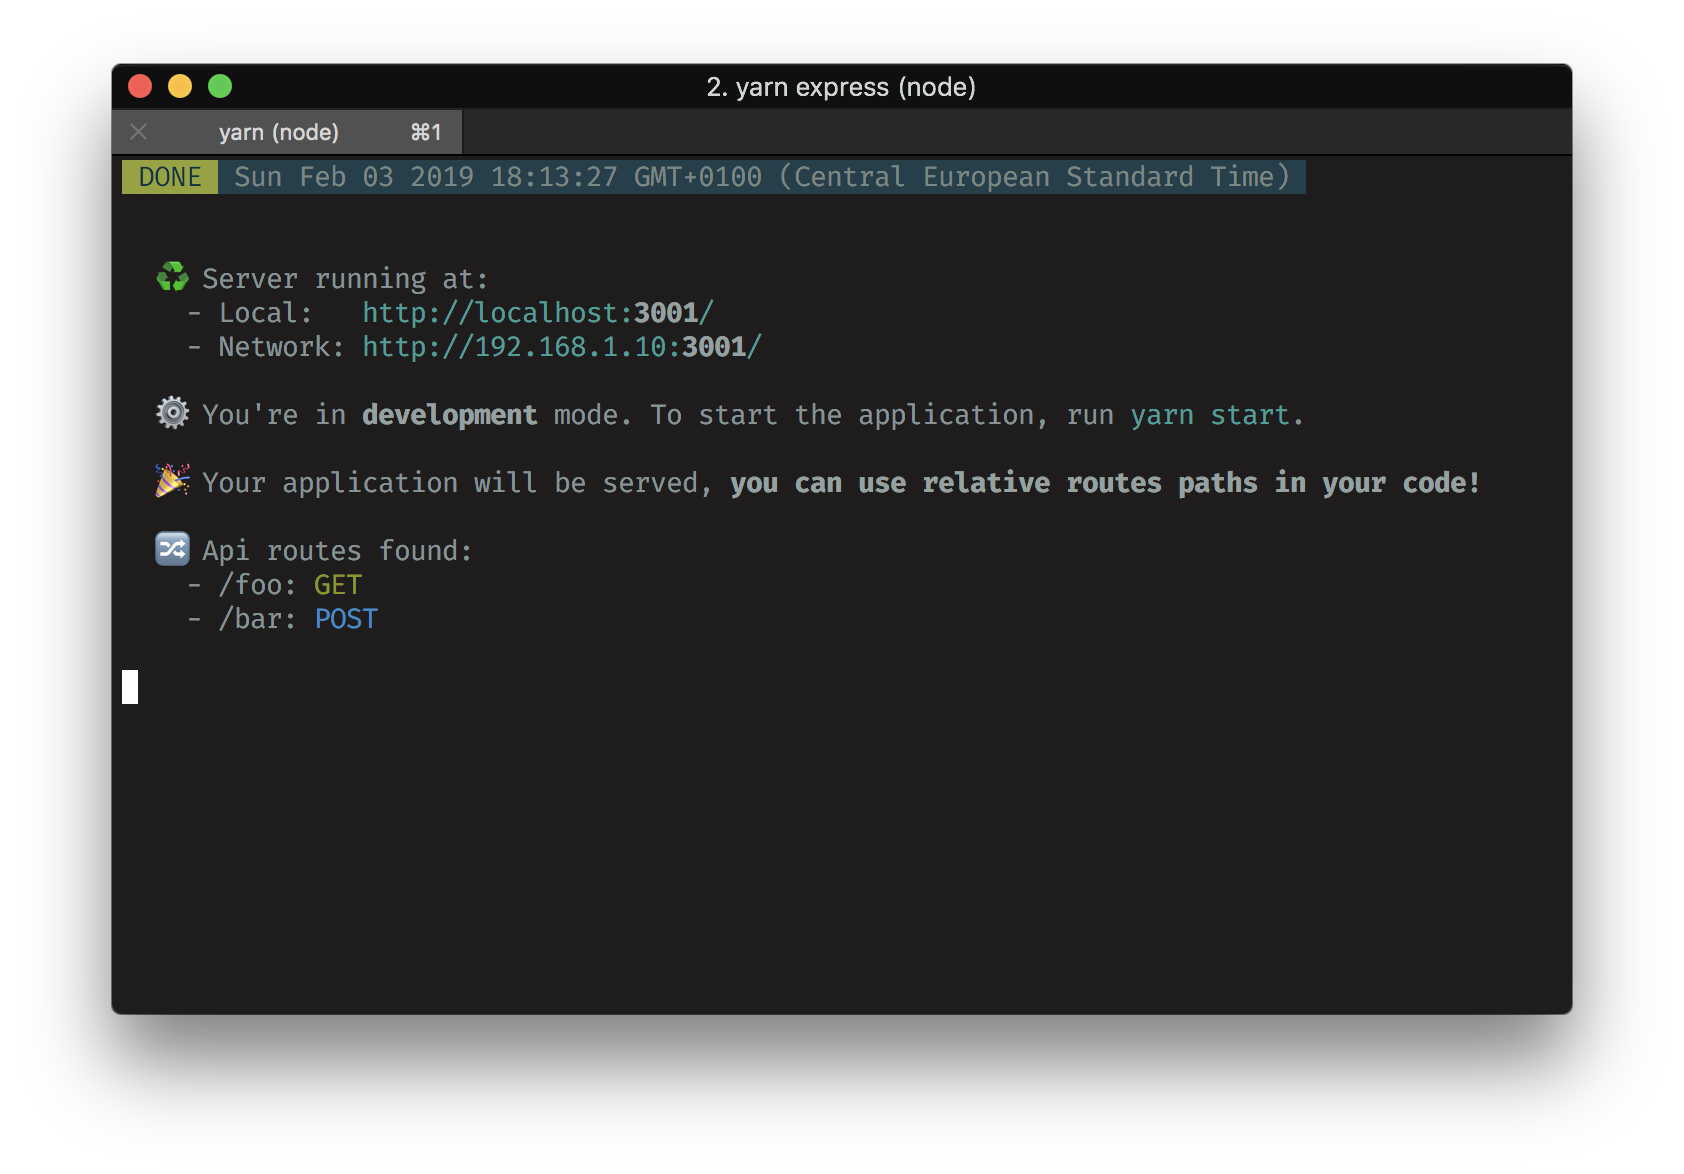 2. yarn express (node)
yarn (node) ⌘1
DONE Sun Feb 03 2019 18:13:27 GMT+0100 (Central European Standard Time)
Server running at:
- Local: http://localhost:3001/
- Network: http://192.168.1.10:3001/
You're in development mode. To start the application, run yarn start.
Your application will be served, you can use relative routes paths in your code!
Api routes found:
- /foo: GET
- /bar: POST